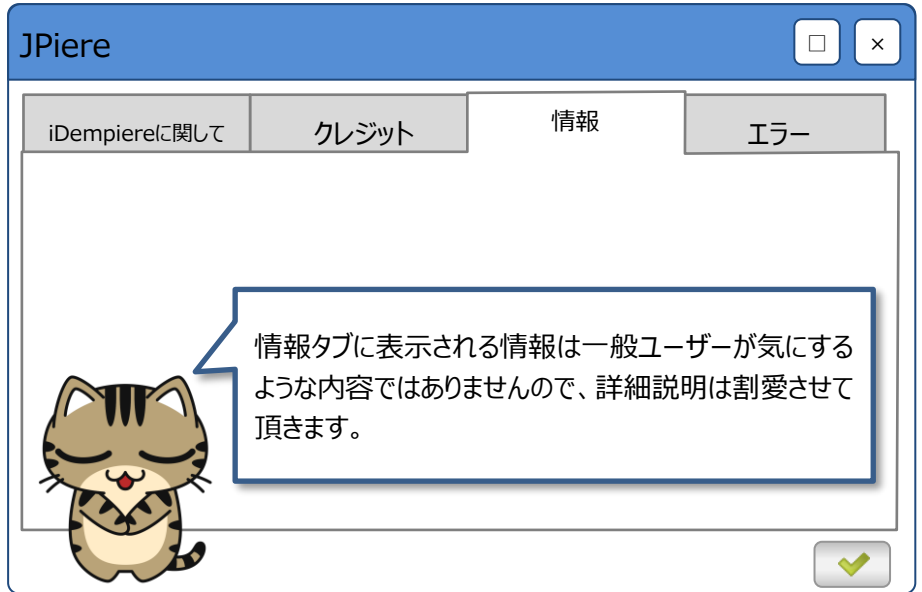 JPiere
iDempiereに関して
クレジット
情報
エラー
情報タブに表示される情報は一般ユーザーが気にする
ような内容ではありませんので、詳細説明は割愛させて
頂きます。